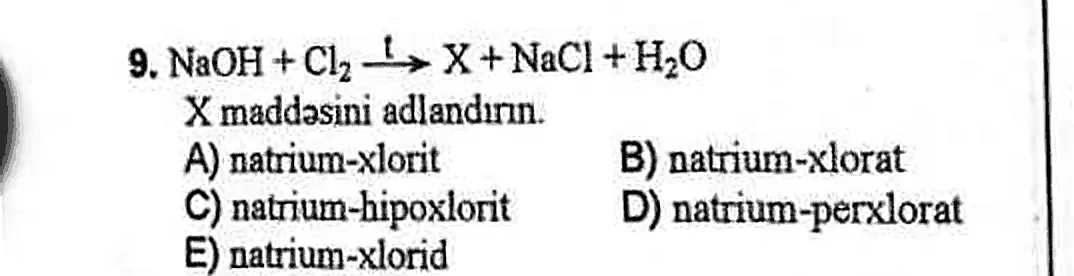 9. NaOH + Cl₂ —t→ X + NaCl + H₂O
X maddəsini adlandırın.
A) natrium-xlorit B) natrium-xlorat
C) natrium-hipoxlorit D) natrium-perxlorat
E) natrium-xlorid